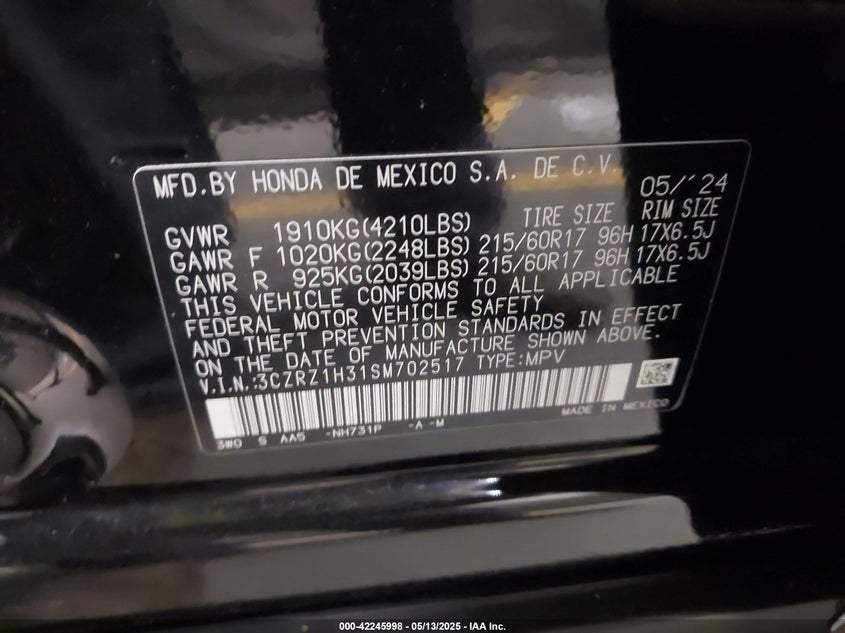 MFD.BY HONDA DE MEXICO S.A. DE C.V. 05/'24
TIRE SIZE RIM SIZE
GVWR 1910KG(4210LBS)
GAWR F 1020KG(2248LBS) 215/60R17 96H 17X6.5J
GAWR R 925KG(2039LBS) 215/60R17 96H 17X6.5J
THIS VEHICLE CONFORMS TO ALL APPLICABLE
FEDERAL MOTOR VEHICLE SAFETY
AND THEFT PREVENTION STANDARDS IN EFFECT
ON THE DATE OF MANUFACTURE SHOWN ABOVE.
V.I.N.:3CZRZ1H31SM702517 TYPE:MPV
MADE IN MEXICO
3W0 S AA5 -NH731P -A -M
000-42245998 - 05/13/2025 - IAA Inc.